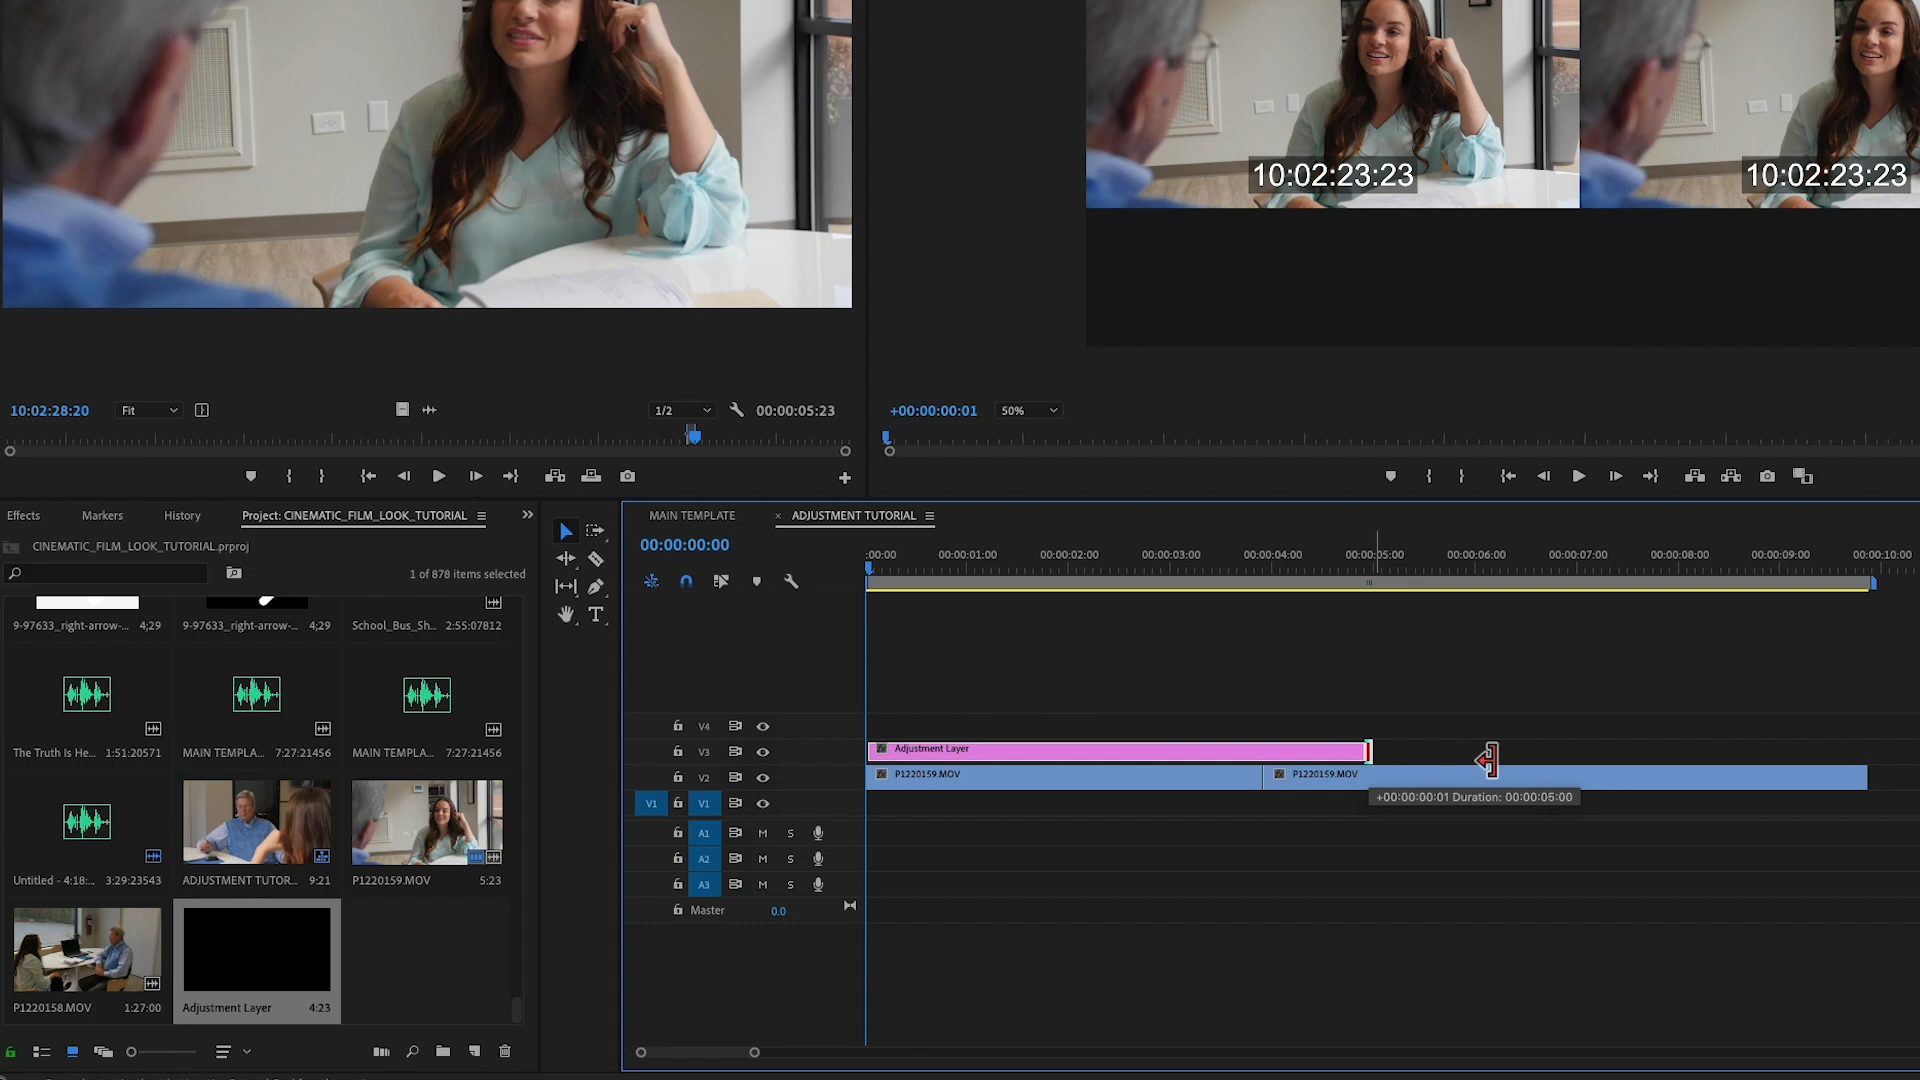 10:02:23:23
10:02:23:23
10:02:28:20
Fit
1/2
00:00:05:23
+00:00:00:01
50%
Effects
Markers
History
Project: CINEMATIC_FILM_LOOK_TUTORIAL
CINEMATIC_FILM_LOOK_TUTORIAL.prproj
1 of 878 items selected
9-97633_right-arrow-...
4;29
9-97633_right-arrow-...
4;29
School_Bus_Sh...
2:55:07812
The Truth Is He...
1:51:20571
MAIN TEMPLA...
7:27:21456
MAIN TEMPLA...
7:27:21456
Untitled - 4:18:...
3:29:23543
ADJUSTMENT TUTOR...
9:21
P1220159.MOV
5:23
P1220158.MOV
1:27:00
Adjustment Layer
4:23
T
MAIN TEMPLATE
× ADJUSTMENT TUTORIAL
00:00:00:00
:00:00
00:00:01:00
00:00:02:00
00:00:03:00
00:00:04:00
00:00:05:00
00:00:06:00
00:00:07:00
00:00:08:00
00:00:09:00
00:00:10:00
V4
V3
Adjustment Layer
V2
P1220159.MOV
P1220159.MOV
+00:00:00:01 Duration: 00:00:05:00
V1
V1
A1
M
S
A2
M
S
A3
M
S
Master
0.0